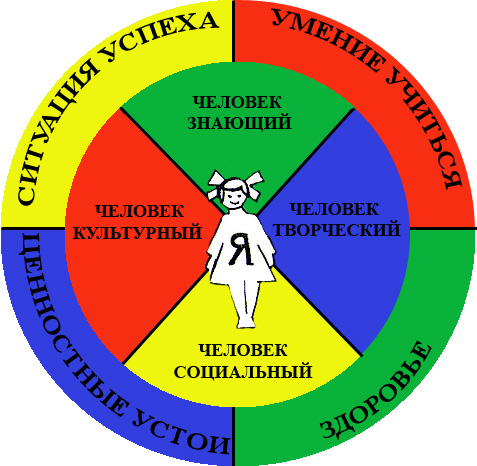 СИТУАЦИЯ УСПЕХА
УМЕНИЕ УЧИТЬСЯ
ЧЕЛОВЕК
ЗНАЮЩИЙ
ЧЕЛОВЕК
КУЛЬТУРНЫЙ
ЧЕЛОВЕК
ТВОРЧЕСКИЙ
Я
ЧЕЛОВЕК
СОЦИАЛЬНЫЙ
ЦЕННОСТНЫЕ УСТОИ
ЗДОРОВЬЕ